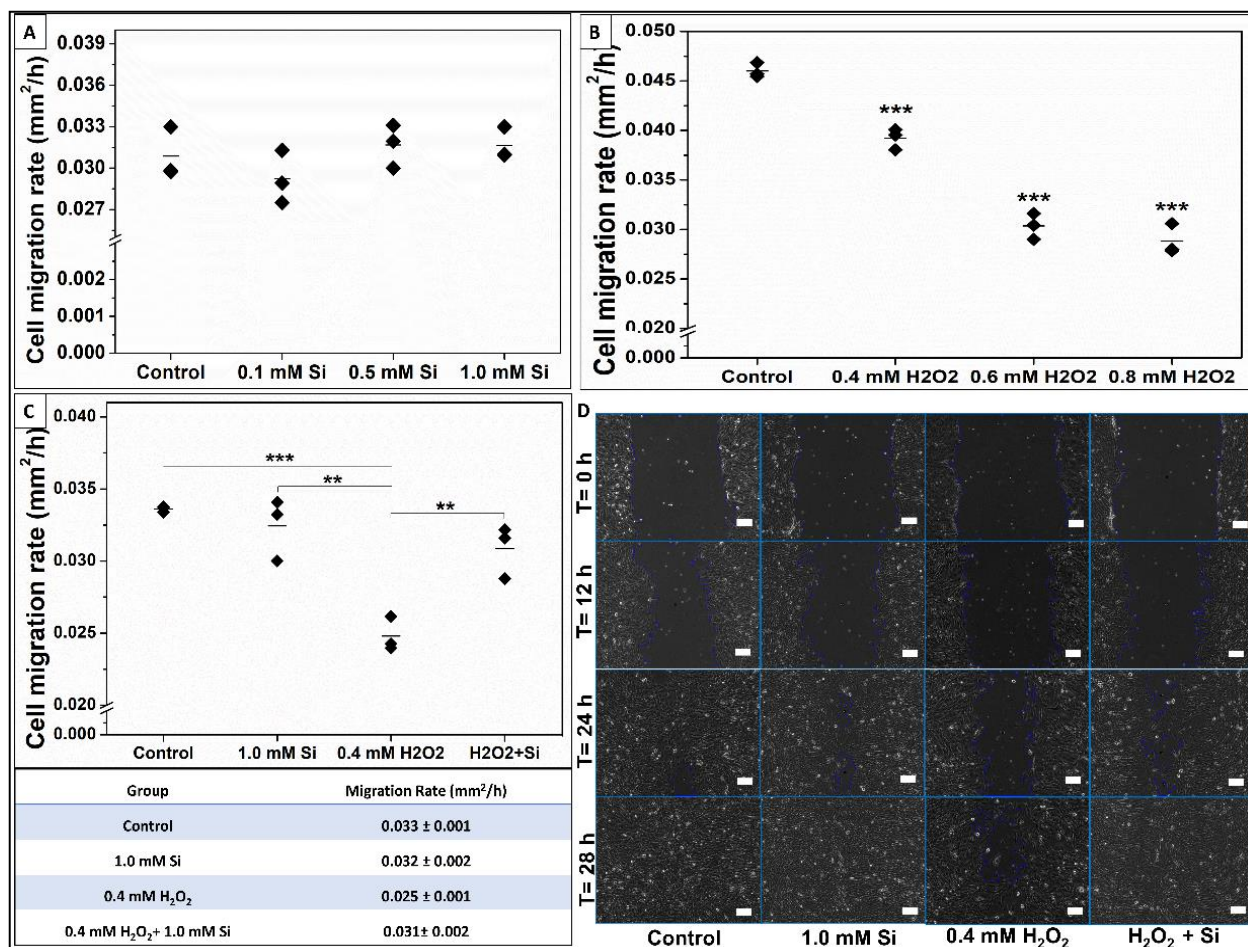 A
Cell migration rate (mm²/h)
0.039
0.036
0.033
0.030
0.027
0.002
0.001
0.000
Control 0.1 mM Si 0.5 mM Si 1.0 mM Si
B
Cell migration rate (mm²/h)
0.050
0.045
0.040
0.035
0.030
0.025
0.020
0.000
***
***
***
Control 0.4 mM H2O2 0.6 mM H2O2 0.8 mM H2O2
C
Cell migration rate (mm²/h)
0.040
0.035
0.030
0.025
0.020
0.000
***
**
**
Control 1.0 mM Si 0.4 mM H2O2 H2O2+Si
Group Migration Rate (mm²/h)
Control 0.033 ± 0.001
1.0 mM Si 0.032 ± 0.002
0.4 mM H₂O₂ 0.025 ± 0.001
0.4 mM H₂O₂+ 1.0 mM Si 0.031± 0.002
D
T= 0 h
T= 12 h
T= 24 h
T= 28 h
Control 1.0 mM Si 0.4 mM H₂O₂ H₂O₂ + Si